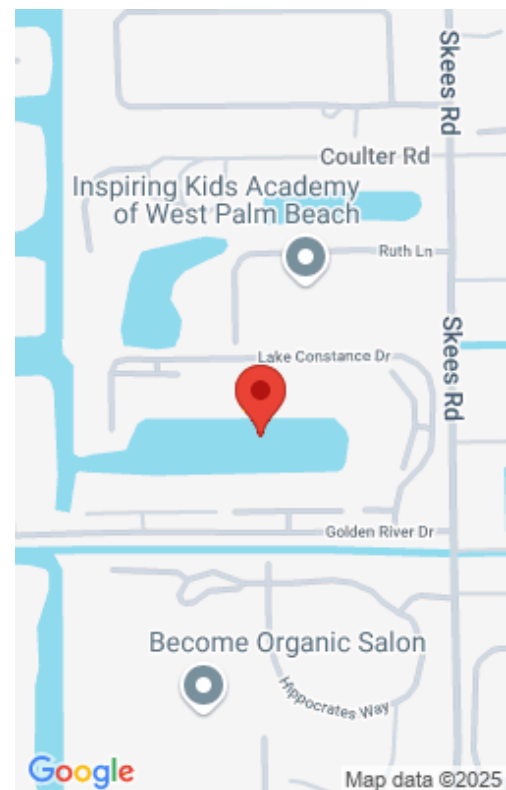 Skees Rd
Coulter Rd
Inspiring Kids Academy
of West Palm Beach
Ruth Ln
Skees Rd
Lake Constance Dr
Golden River Dr
Become Organic Salon
Hippocrates Way
Google
Map data ©2025